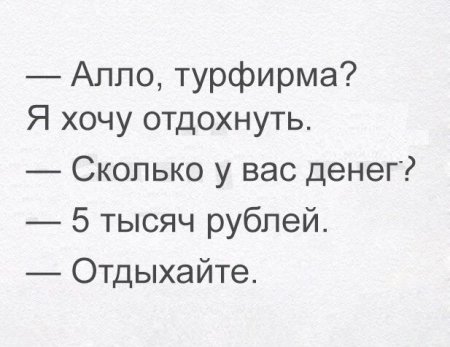 — Алло, турфирма?
Я хочу отдохнуть.
— Сколько у вас денег?
— 5 тысяч рублей.
— Отдыхайте.